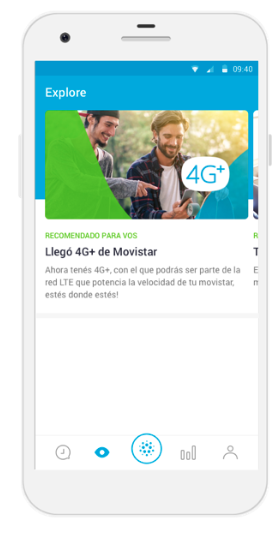 09:40
Explore
4G+
RECOMENDADO PARA VOS
Llegó 4G+ de Movistar
Ahora tenés 4G+, con el que podrás ser parte de la
red LTE que potencia la velocidad de tu movistar,
estés donde estés!
R
T
E